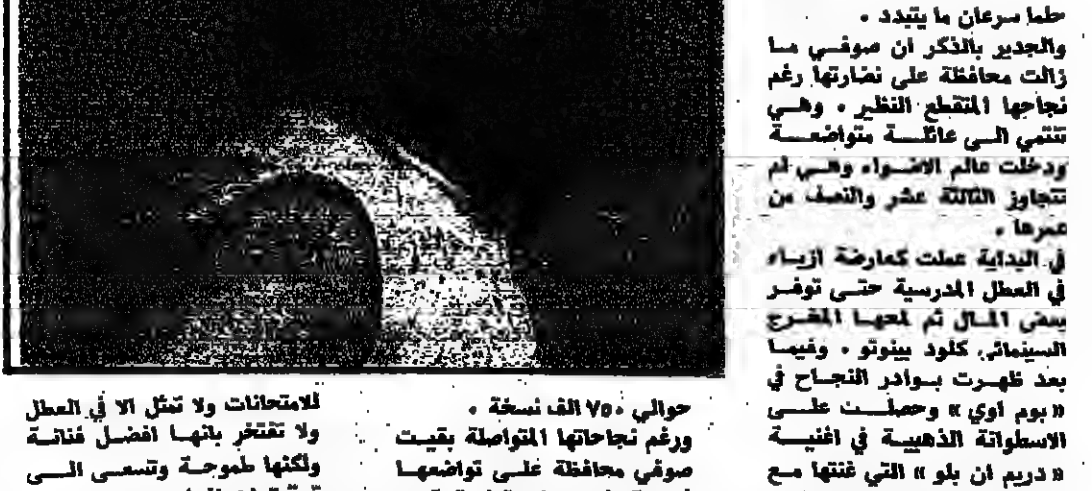 حلما سرعان ما يتبدد .
والجدير بالذكر ان صوفي ما
زالت محافظة على نضارتها رغم
نجاحها المتقطع النظير . وهي
تنتمي الى عائلة متواضعة
ودخلت عالم الاضواء وهي لم
تتجاوز الثالثة عشر والنصف من
عمرها .
في البداية عملت كعارضة ازياء
في العطل المدرسية حتى توفر
بعض المال ثم لمحها المخرج
السينمائي كلود بينوتو . وفيما
بعد ظهرت بوادر النجاح في
« بوم اوي » وحصلت على
الاسطوانة الذهبية في اغنية
« دريم ان بلو » التي غنتها مع
حوالي ٧٥٠ الف نسخة .
ورغم نجاحاتها المتواصلة بقيت
صوفي محافظة على تواضعها
للامتحانات ولا تمثل الا في العطل
ولا تفتخر بانها افضل فنانة
ولكنها طموحة وتسعى الى